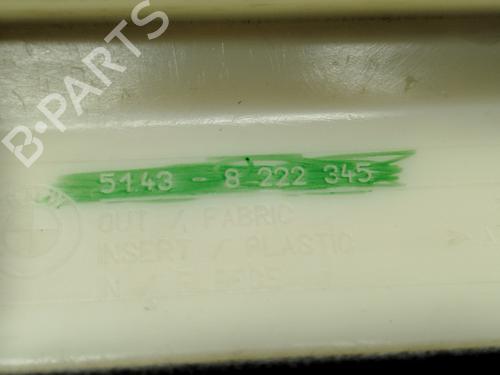 B-PARTS
5143 - 8 222 345
OUT / FABRIC
INSERT / PLASTIC